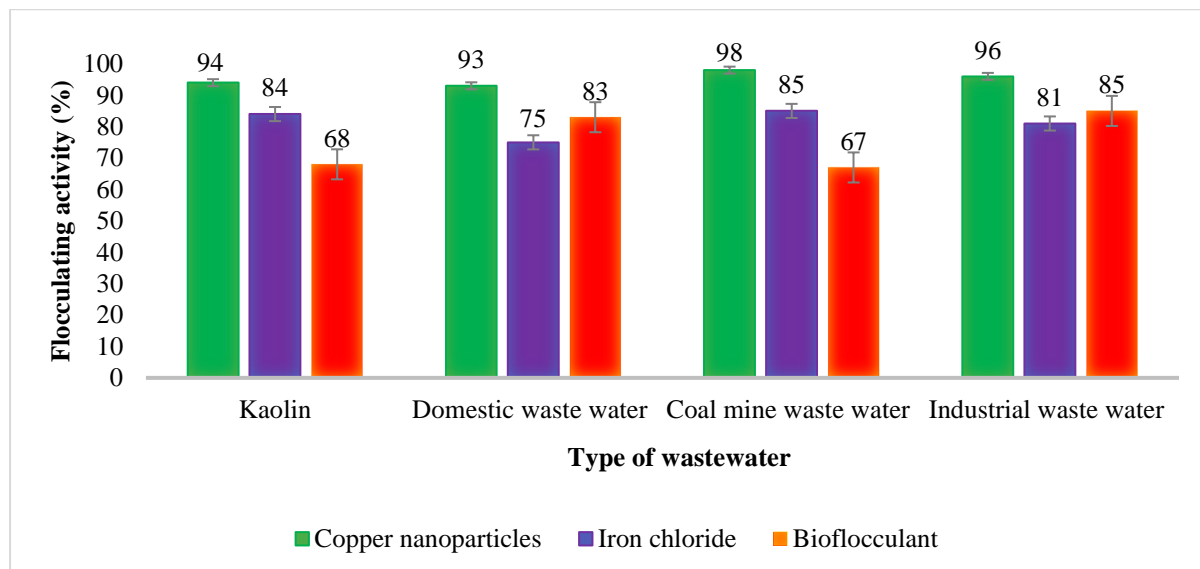 Flocculating activity (%)
100
90
80
70
60
50
40
30
20
10
0
94
84
68
93
75
83
98
85
67
96
81
85
Kaolin
Domestic waste water
Coal mine waste water
Industrial waste water
Type of wastewater
Copper nanoparticles
Iron chloride
Bioflocculant